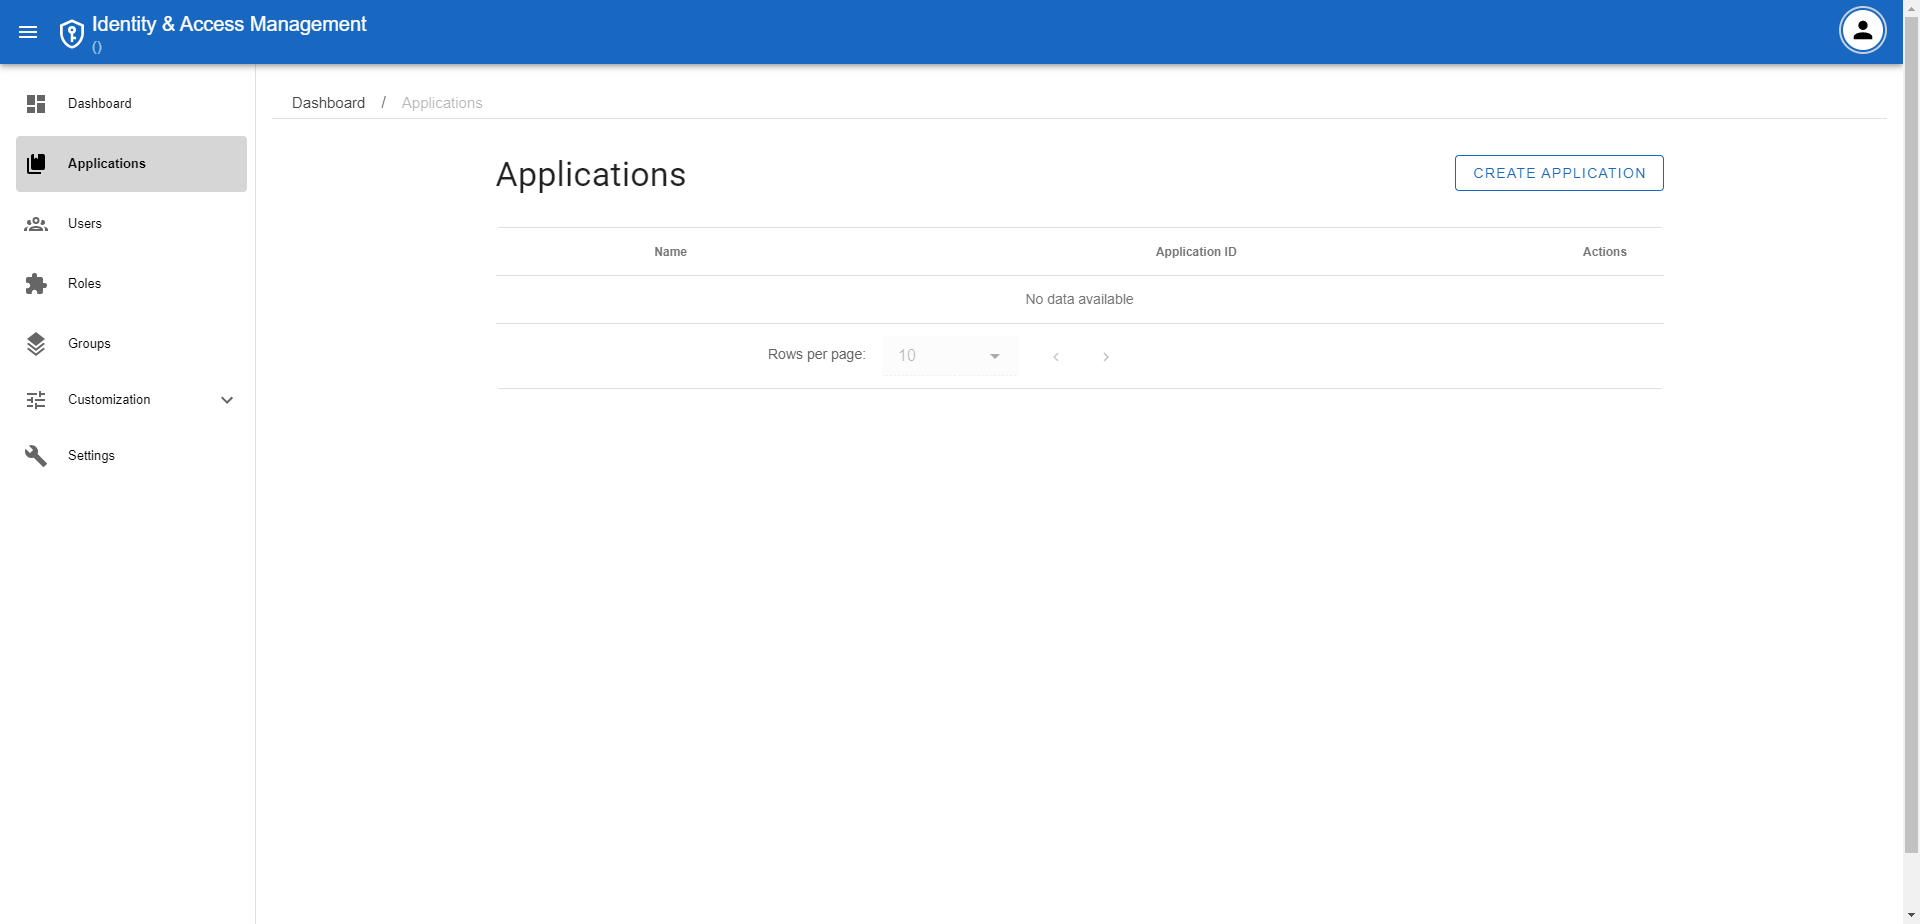 Identity & Access Management
()
Dashboard
Applications
Users
Roles
Groups
Customization
Settings
Dashboard / Applications
Applications
CREATE APPLICATION
Name Application ID Actions
No data available
Rows per page: 10